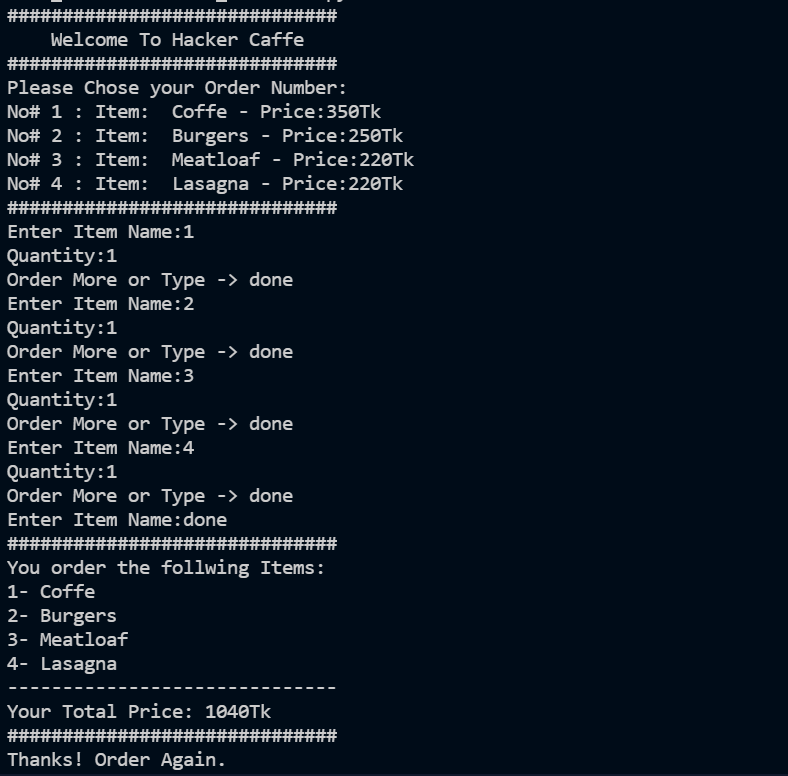 ##############################
    Welcome To Hacker Caffe
##############################
Please Chose your Order Number:
No# 1 : Item:  Coffe - Price:350Tk
No# 2 : Item:  Burgers - Price:250Tk
No# 3 : Item:  Meatloaf - Price:220Tk
No# 4 : Item:  Lasagna - Price:220Tk
##############################
Enter Item Name:1
Quantity:1
Order More or Type -> done
Enter Item Name:2
Quantity:1
Order More or Type -> done
Enter Item Name:3
Quantity:1
Order More or Type -> done
Enter Item Name:4
Quantity:1
Order More or Type -> done
Enter Item Name:done
##############################
You order the follwing Items:
1- Coffe
2- Burgers
3- Meatloaf
4- Lasagna
------------------------------
Your Total Price: 1040Tk
##############################
Thanks! Order Again.